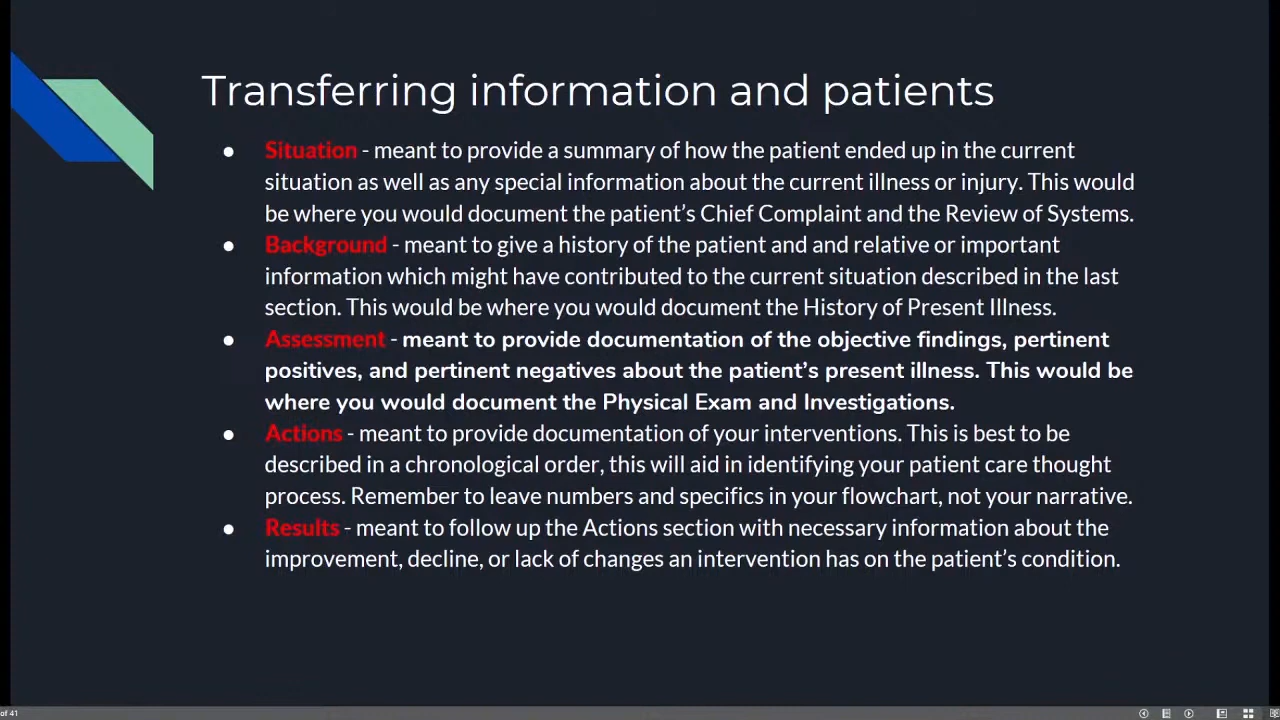 Transferring information and patients
● Situation - meant to provide a summary of how the patient ended up in the current
situation as well as any special information about the current illness or injury. This would
be where you would document the patient’s Chief Complaint and the Review of Systems.
● Background - meant to give a history of the patient and and relative or important
information which might have contributed to the current situation described in the last
section. This would be where you would document the History of Present Illness.
● Assessment - meant to provide documentation of the objective findings, pertinent
positives, and pertinent negatives about the patient’s present illness. This would be
where you would document the Physical Exam and Investigations.
● Actions - meant to provide documentation of your interventions. This is best to be
described in a chronological order, this will aid in identifying your patient care thought
process. Remember to leave numbers and specifics in your flowchart, not your narrative.
● Results - meant to follow up the Actions section with necessary information about the
improvement, decline, or lack of changes an intervention has on the patient’s condition.
of 41